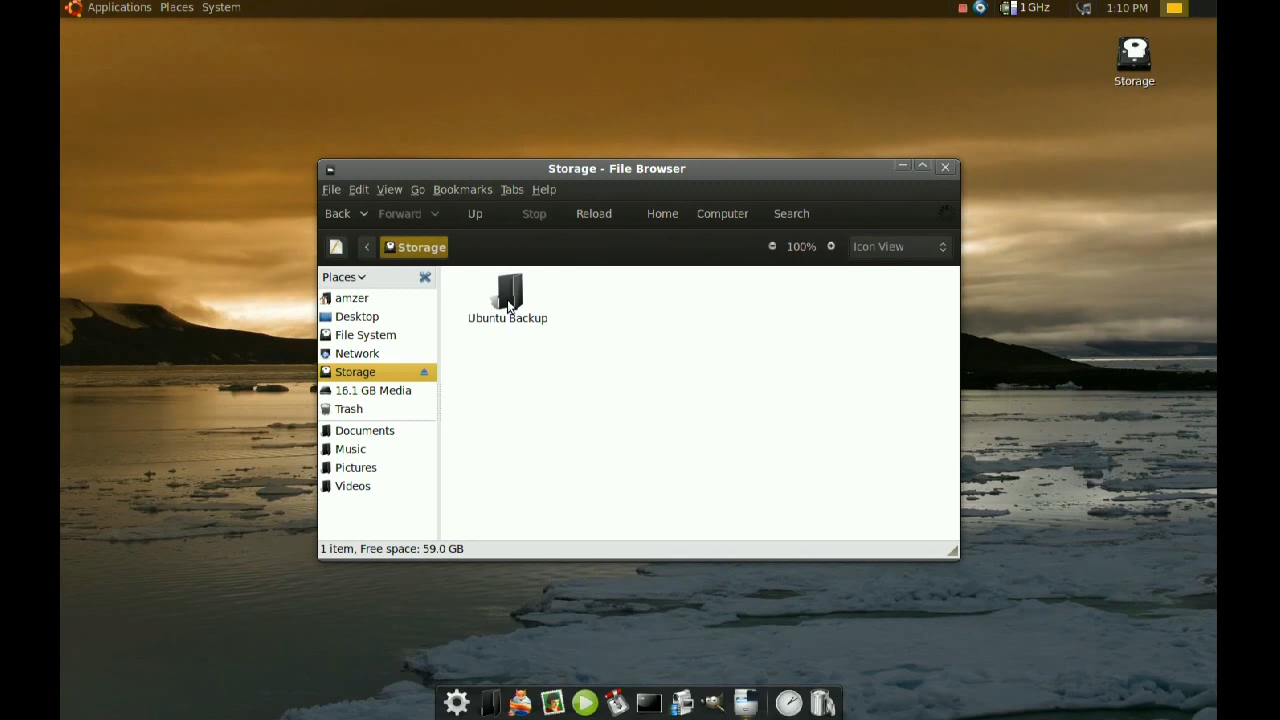 Applications Places System
1 GHz 1:10 PM
Storage
Storage - File Browser
File Edit View Go Bookmarks Tabs Help
Back Forward Up Stop Reload Home Computer Search
Storage 100% Icon View
Places
amzer
Desktop
File System
Network
Storage
16.1 GB Media
Trash
Documents
Music
Pictures
Videos
Ubuntu Backup
1 item, Free space: 59.0 GB